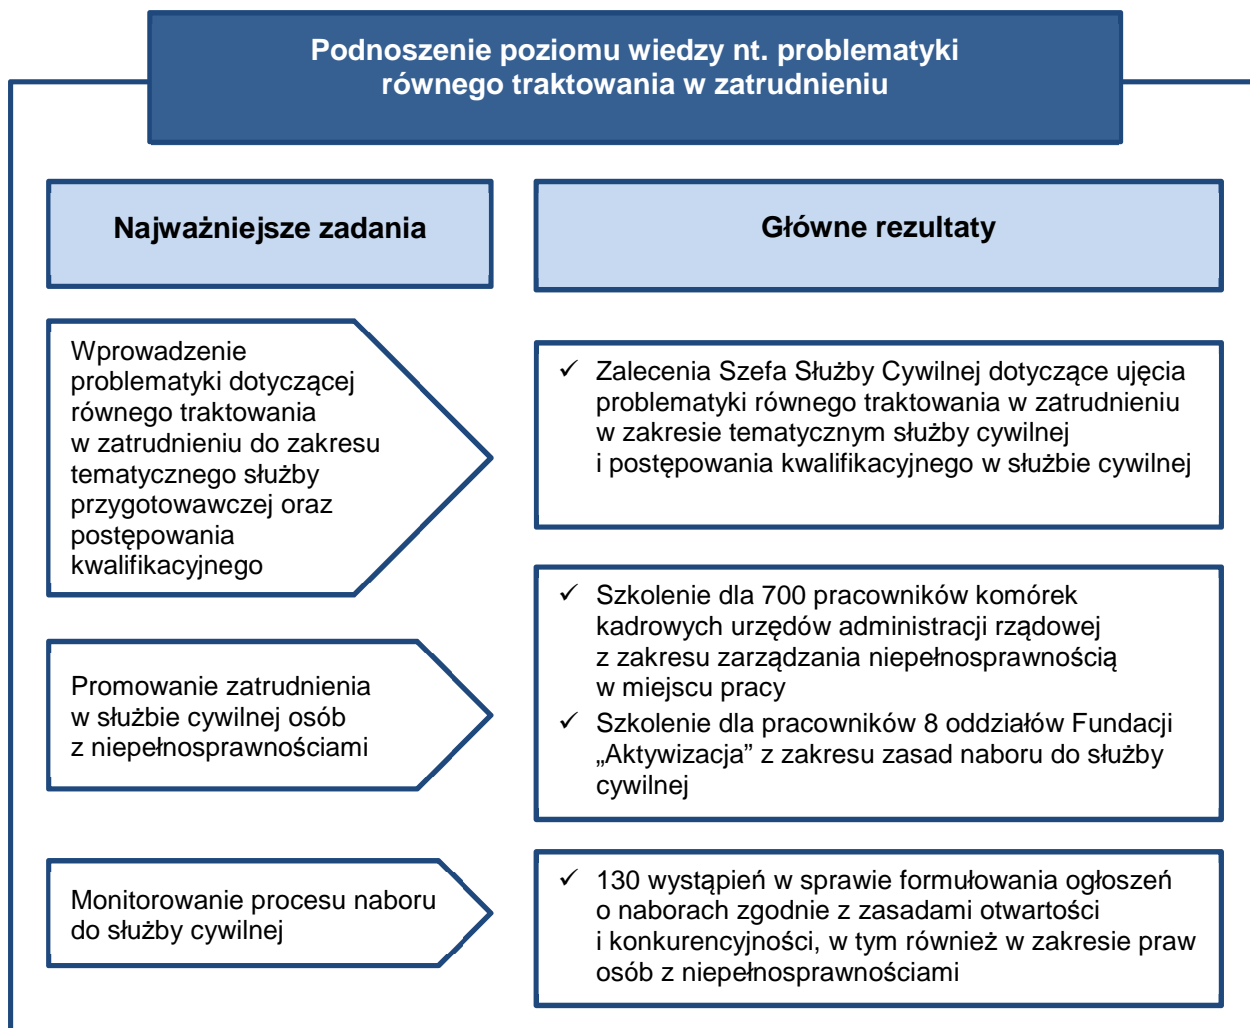 Podnoszenie poziomu wiedzy nt. problematyki
równego traktowania w zatrudnieniu
Najważniejsze zadania
Główne rezultaty
Wprowadzenie
problematyki dotyczącej
równego traktowania
w zatrudnieniu do zakresu
tematycznego służby
przygotowawczej oraz
postępowania
kwalifikacyjnego
✓ Zalecenia Szefa Służby Cywilnej dotyczące ujęcia
problematyki równego traktowania w zatrudnieniu
w zakresie tematycznym służby cywilnej
i postępowania kwalifikacyjnego w służbie cywilnej
Promowanie zatrudnienia
w służbie cywilnej osób
z niepełnosprawnościami
✓ Szkolenie dla 700 pracowników komórek
kadrowych urzędów administracji rządowej
z zakresu zarządzania niepełnosprawnością
w miejscu pracy
✓ Szkolenie dla pracowników 8 oddziałów Fundacji
„Aktywizacja” z zakresu zasad naboru do służby
cywilnej
Monitorowanie procesu naboru
do służby cywilnej
✓ 130 wystąpień w sprawie formułowania ogłoszeń
o naborach zgodnie z zasadami otwartości
i konkurencyjności, w tym również w zakresie praw
osób z niepełnosprawnościami